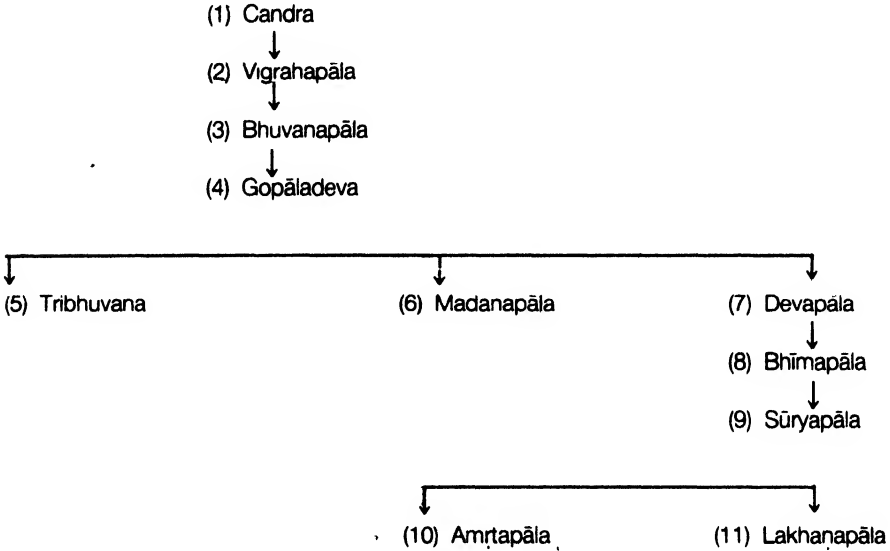 (1) Candra
(2) Vigrahapāla
(3) Bhuvanapāla
(4) Gopāladeva
(5) Tribhuvana (6) Madanapāla (7) Devapāla
(8) Bhīmapāla
(9) Sūryapāla
(10) Amṛtapāla (11) Lakhaṇapāla